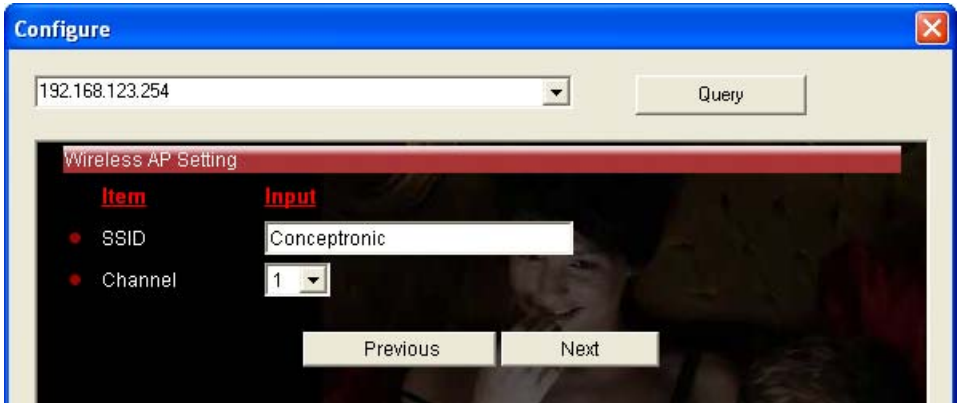 Configure
192.168.123.254 Query
Wireless AP Setting
Item Input
SSID Conceptronic
Channel 1
Previous Next